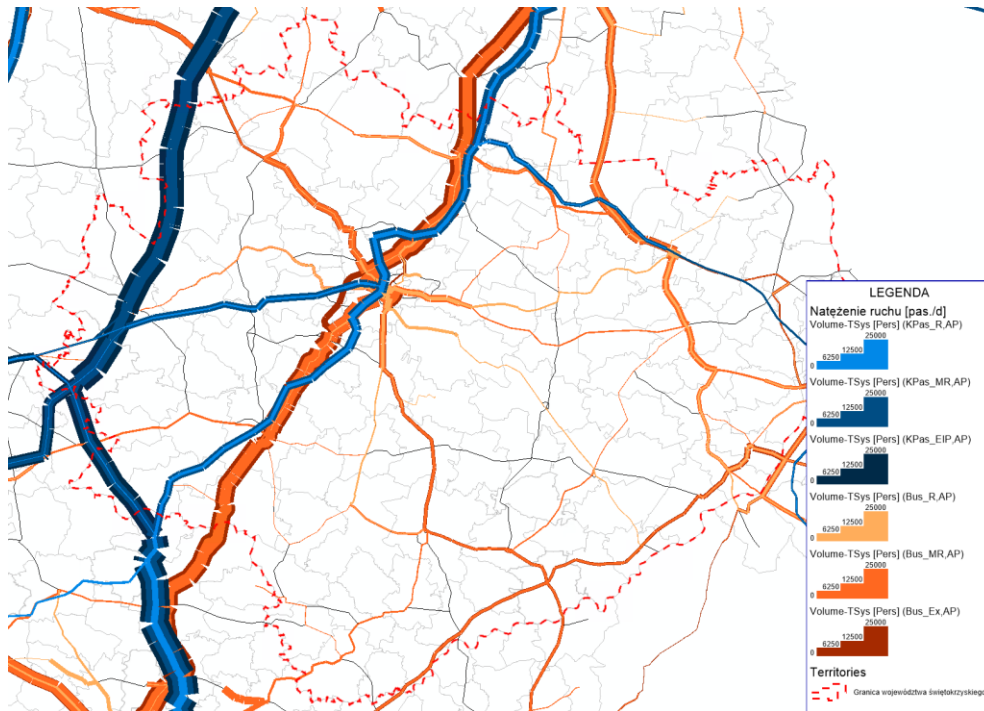 LEGENDA
Natężenie ruchu [pas./d]
Volume-TSys [Pers] (KPas_R,AP)
0 6250 12500 25000
Volume-TSys [Pers] (KPas_MR,AP)
0 6250 12500 25000
Volume-TSys [Pers] (KPas_EIP,AP)
0 6250 12500 25000
Volume-TSys [Pers] (Bus_R,AP)
0 6250 12500 25000
Volume-TSys [Pers] (Bus_MR,AP)
0 6250 12500 25000
Volume-TSys [Pers] (Bus_Ex,AP)
0 6250 12500 25000
Territories
Granica województwa świętokrzyskiego